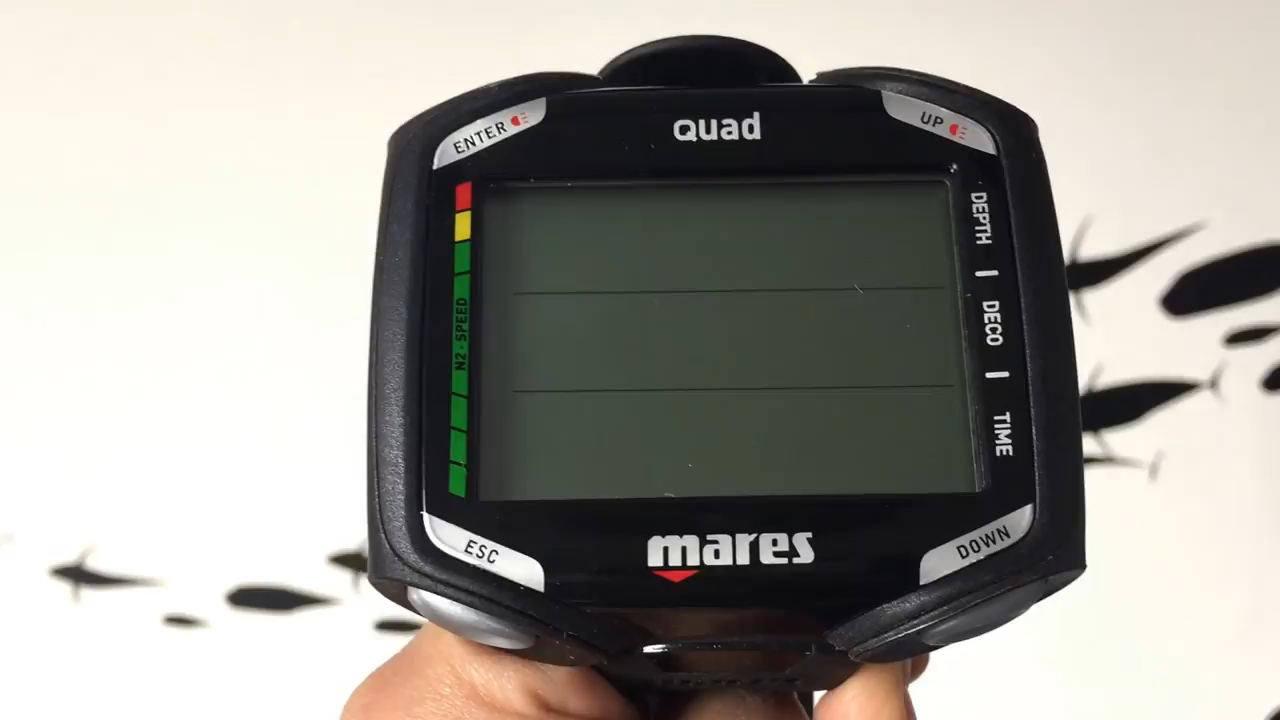 Quad
ENTER
UP
N2 - SPEED
DEPTH
DECO
TIME
ESC
DOWN
mares